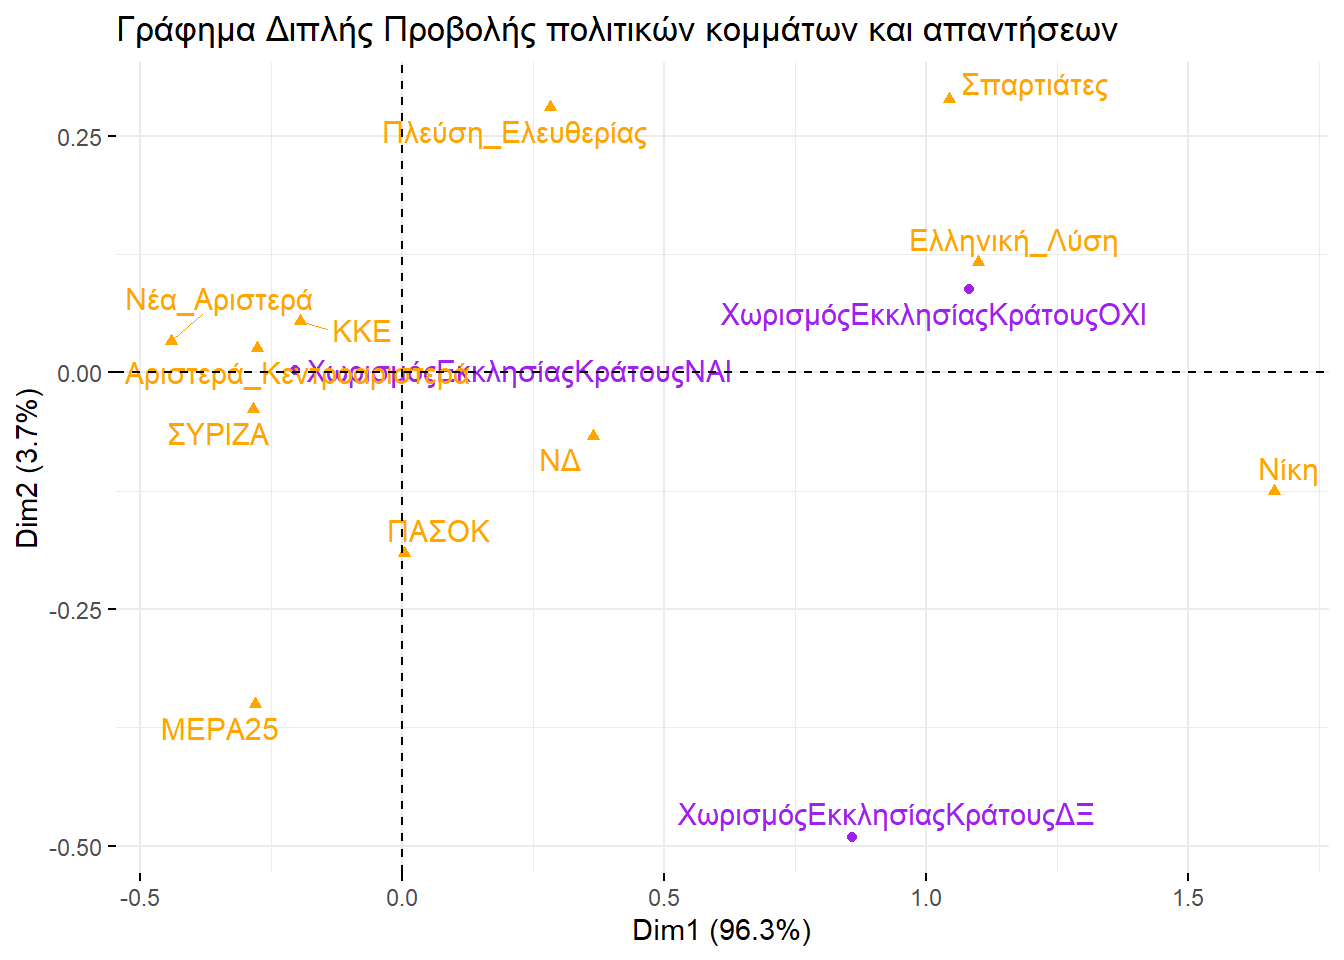 Γράφημα Διπλής Προβολής πολιτικών κομμάτων και απαντήσεων
Σπαρτιάτες
Πλεύση_Ελευθερίας
0.25
Ελληνική_Λύση
Νέα_Αριστερά
ΚΚΕ
ΧωρισμόςΕκκλησίαςΚράτουςΟΧΙ
0.00
Αριστερά_Κεντροαριστερά
ΧωρισμόςΕκκλησίαςΚράτουςΝΑΙ
ΣΥΡΙΖΑ
ΝΔ
Νίκη
Dim2 (3.7%)
ΠΑΣΟΚ
-0.25
ΜΕΡΑ25
ΧωρισμόςΕκκλησίαςΚράτουςΔΞ
-0.50
-0.5 0.0 0.5 1.0 1.5
Dim1 (96.3%)